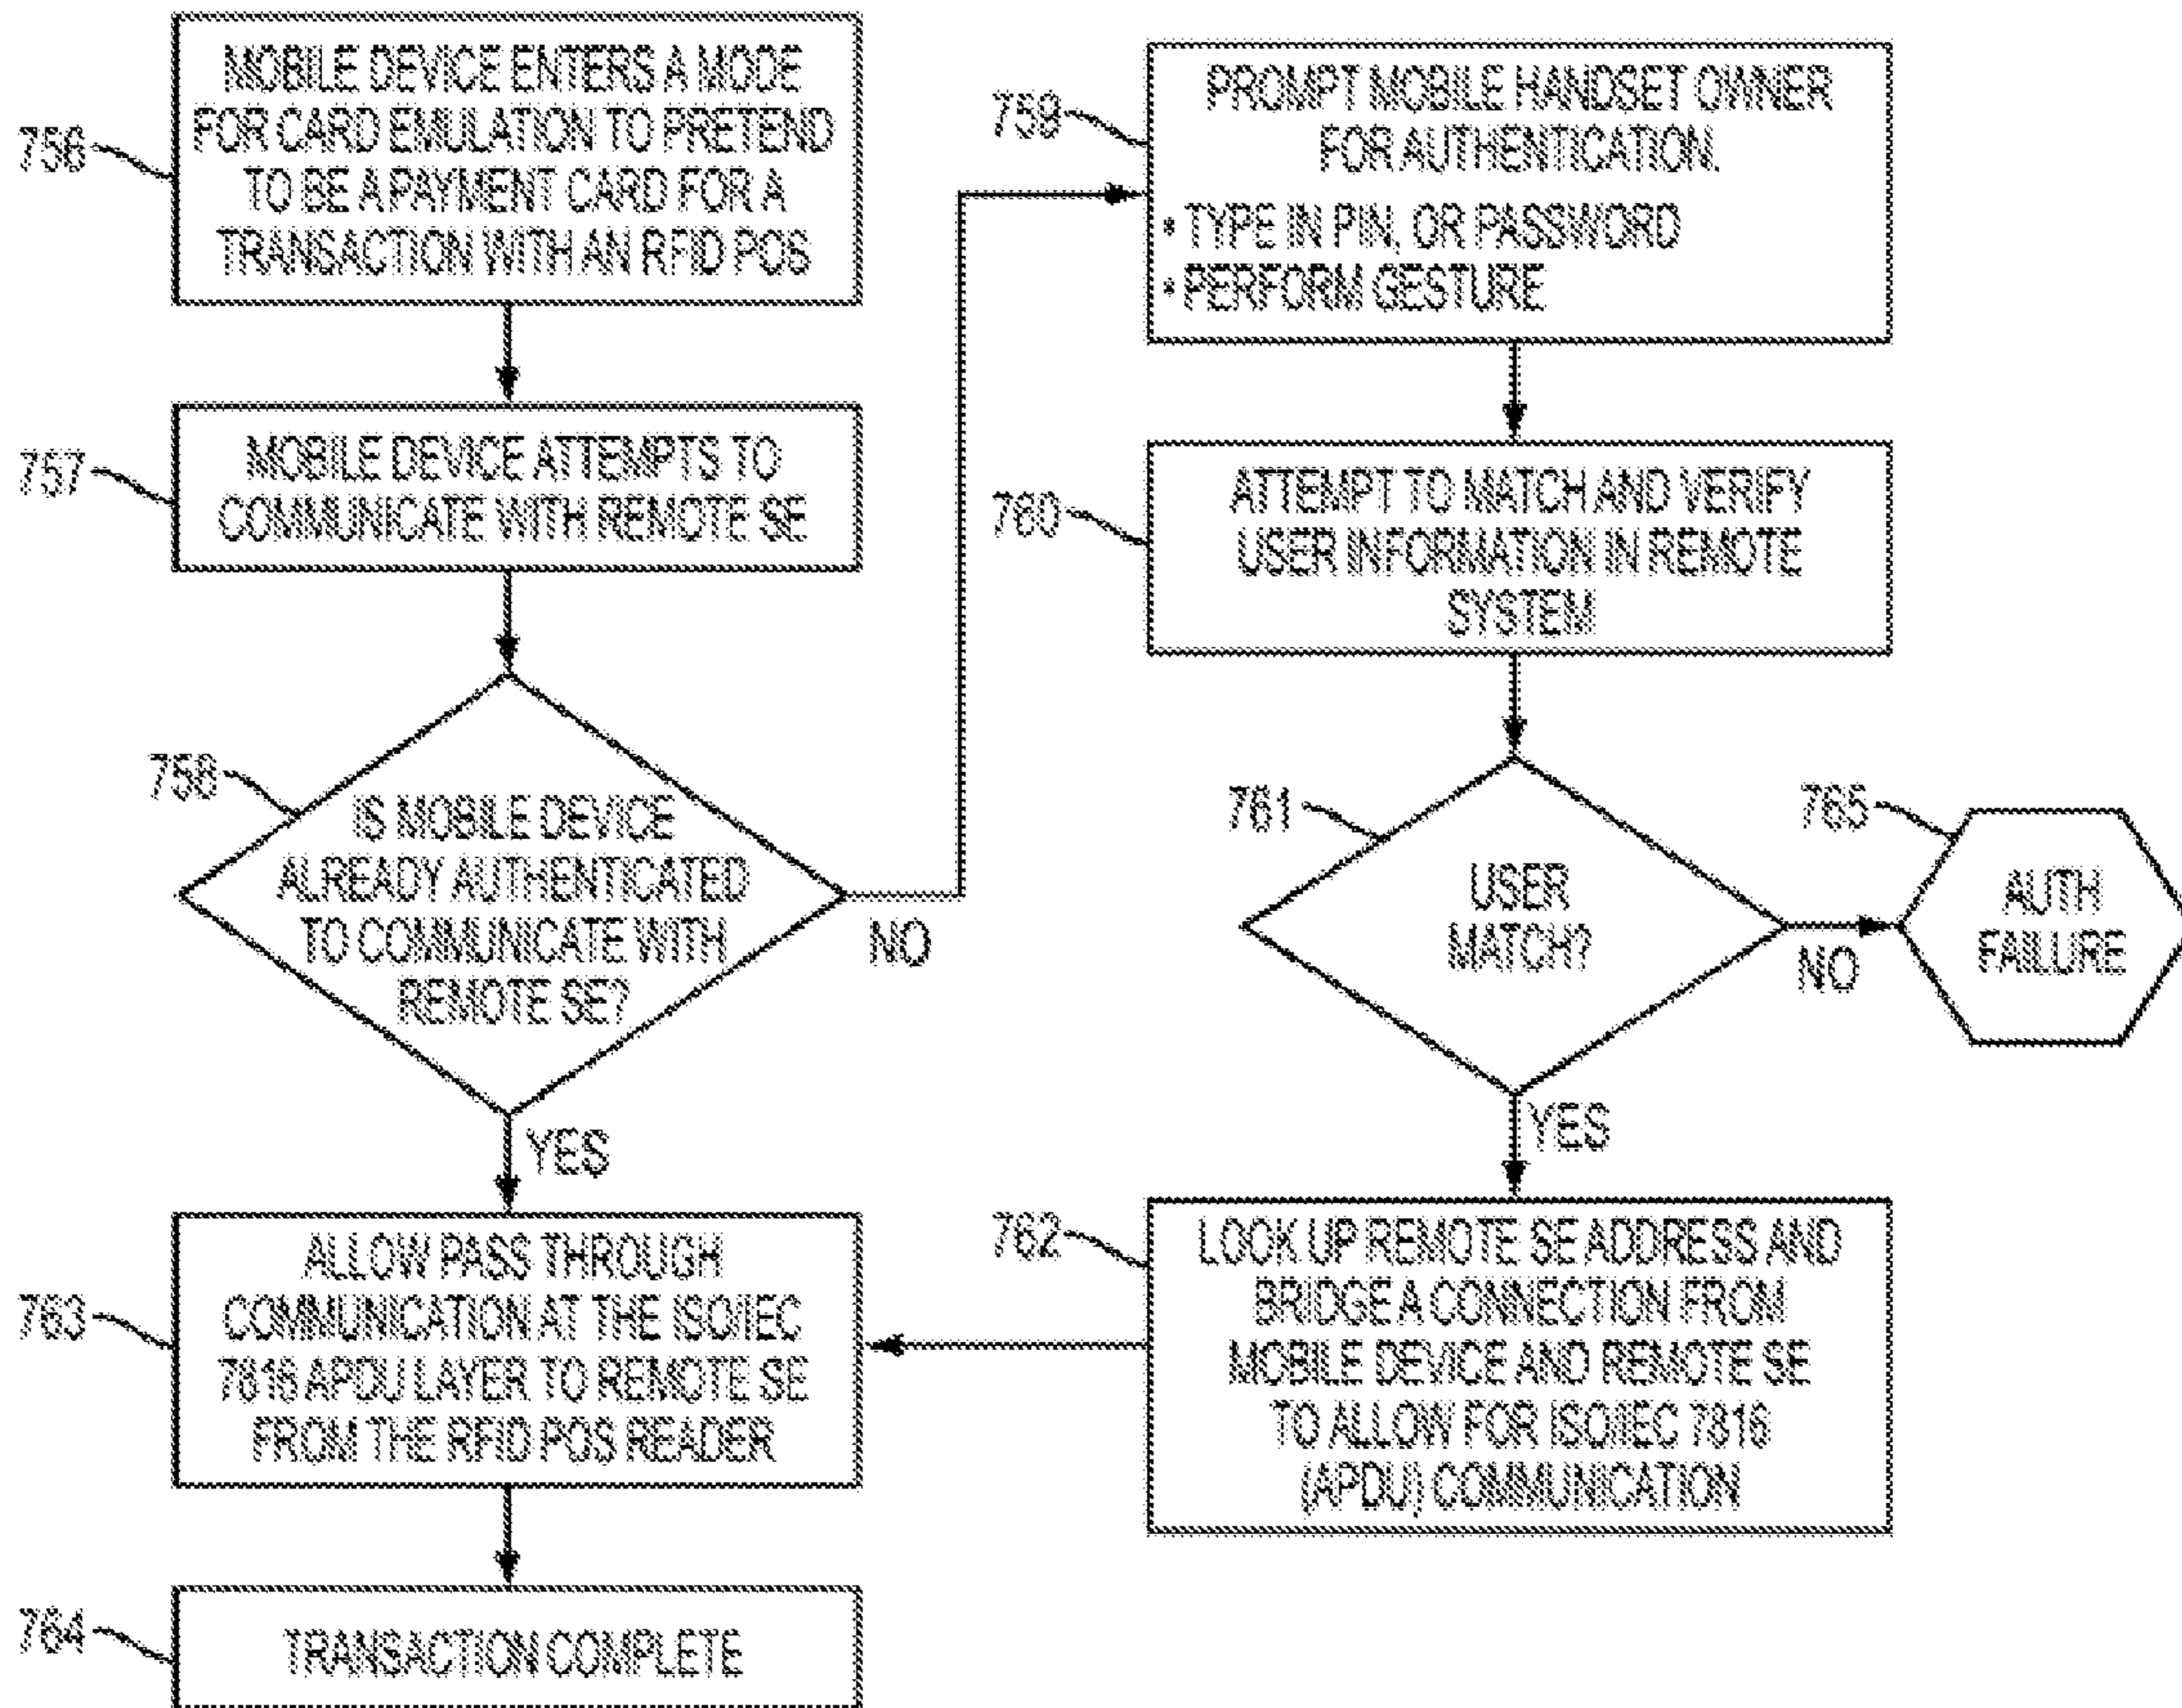 756
MOBILE DEVICE ENTERS A MODE
FOR CARD EMULATION TO PRETEND
TO BE A PAYMENT CARD FOR A
TRANSACTION WITH AN RFID POS
757
MOBILE DEVICE ATTEMPTS TO
COMMUNICATE WITH REMOTE SE
758
IS MOBILE DEVICE
ALREADY AUTHENTICATED
TO COMMUNICATE WITH
REMOTE SE?
NO
YES
759
PROMPT MOBILE HANDSET OWNER
FOR AUTHENTICATION.
• TYPE IN PIN, OR PASSWORD
• PERFORM GESTURE
760
ATTEMPT TO MATCH AND VERIFY
USER INFORMATION IN REMOTE
SYSTEM
761
USER
MATCH?
NO
YES
765
AUTH
FAILURE
762
LOOK UP REMOTE SE ADDRESS AND
BRIDGE A CONNECTION FROM
MOBILE DEVICE AND REMOTE SE
TO ALLOW FOR ISO/IEC 7816
(APDU) COMMUNICATION
763
ALLOW PASS THROUGH
COMMUNICATION AT THE ISO/IEC
7816 APDU LAYER TO REMOTE SE
FROM THE RFID POS READER
764
TRANSACTION COMPLETE